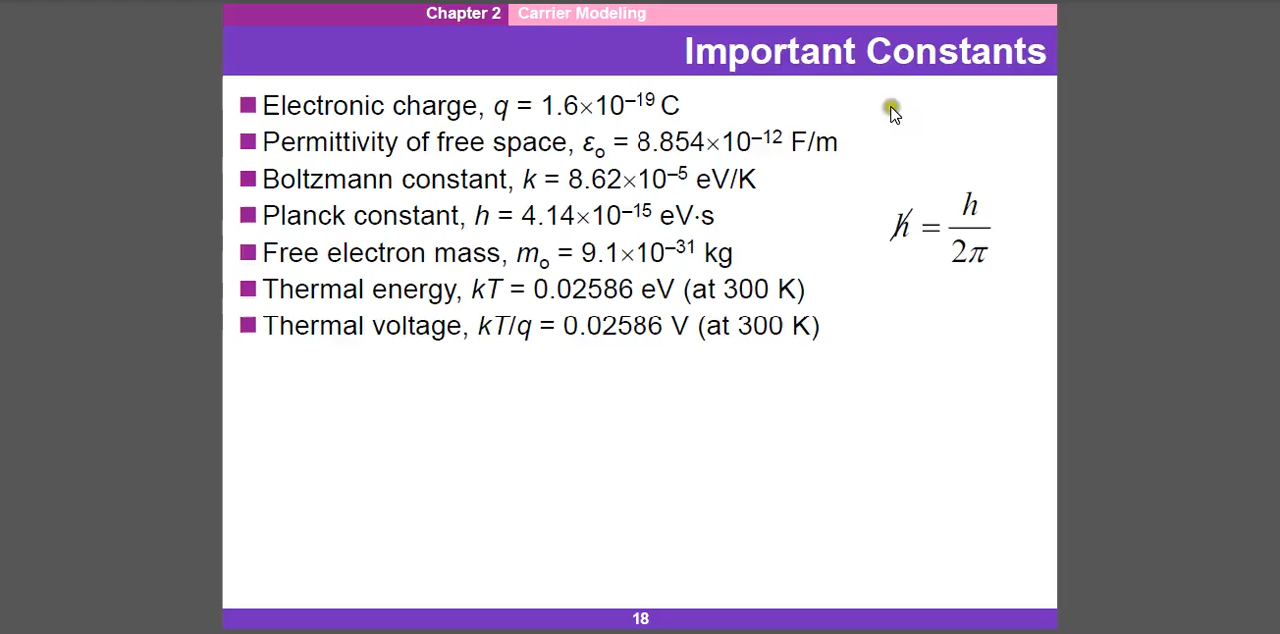 Chapter 2 Carrier Modeling
Important Constants
Electronic charge, q = 1.6×10⁻¹⁹ C
Permittivity of free space, εₒ = 8.854×10⁻¹² F/m
Boltzmann constant, k = 8.62×10⁻⁵ eV/K
Planck constant, h = 4.14×10⁻¹⁵ eV·s
Free electron mass, mₒ = 9.1×10⁻³¹ kg
Thermal energy, kT = 0.02586 eV (at 300 K)
Thermal voltage, kT/q = 0.02586 V (at 300 K)
ℏ = h/2π
18